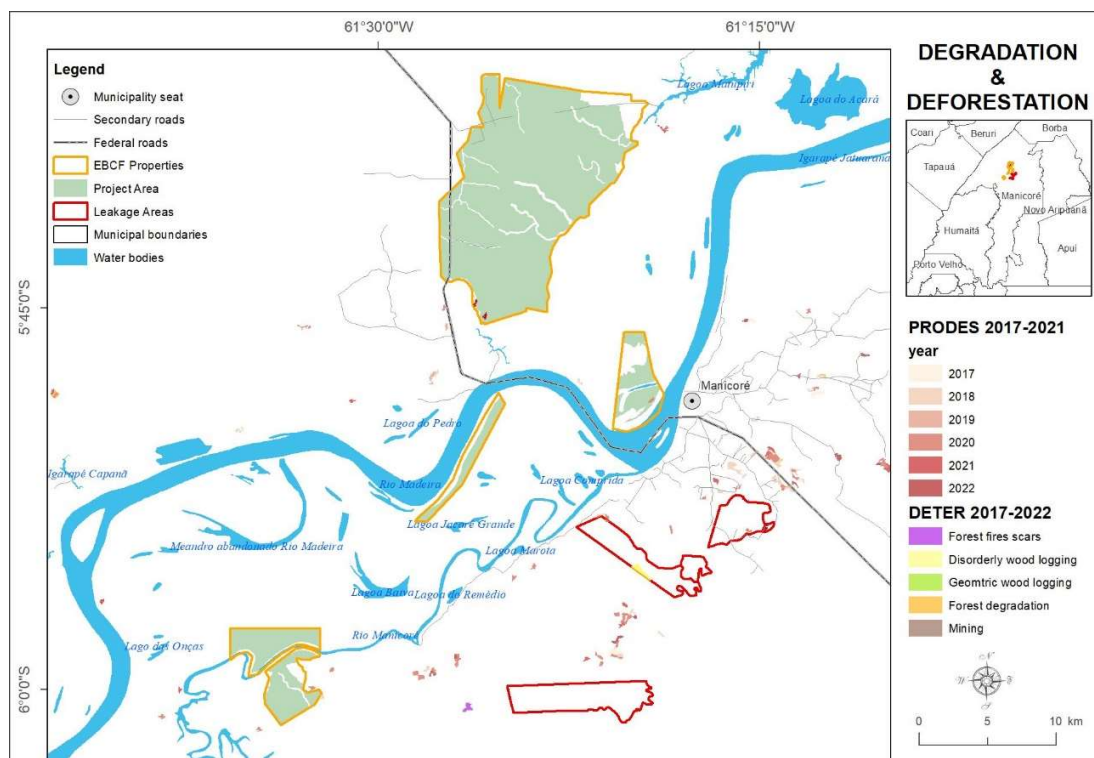 61°30'0"W
61°15'0"W
5°45'0"S
6°0'0"S
Legend
Municipality seat
Secondary roads
Federal roads
EBCF Properties
Project Area
Leakage Areas
Municipal boundaries
Water bodies
Lagoa Matupiri
Lagoa do Acará
Igarapé Jatuarana
Manicoré
Lagoa do Pedra
Igarapé Capanã
Rio Madeira
Lagoa Comprida
Lagoa Jacaré Grande
Meandro abandonado Rio Madeira
Lagoa Marota
Lagoa Baiva
Lagoa do Remédio
Rio Manicoré
Lago das Onças
DEGRADATION
&
DEFORESTATION
Coari
Beruri
Borba
Tapauá
Manicoré
Novo Aripuanã
Humaitá
Apuí
Porto Velho
PRODES 2017-2021
year
2017
2018
2019
2020
2021
2022
DETER 2017-2022
Forest fires scars
Disorderly wood logging
Geomtric wood logging
Forest degradation
Mining
0 5 10 km